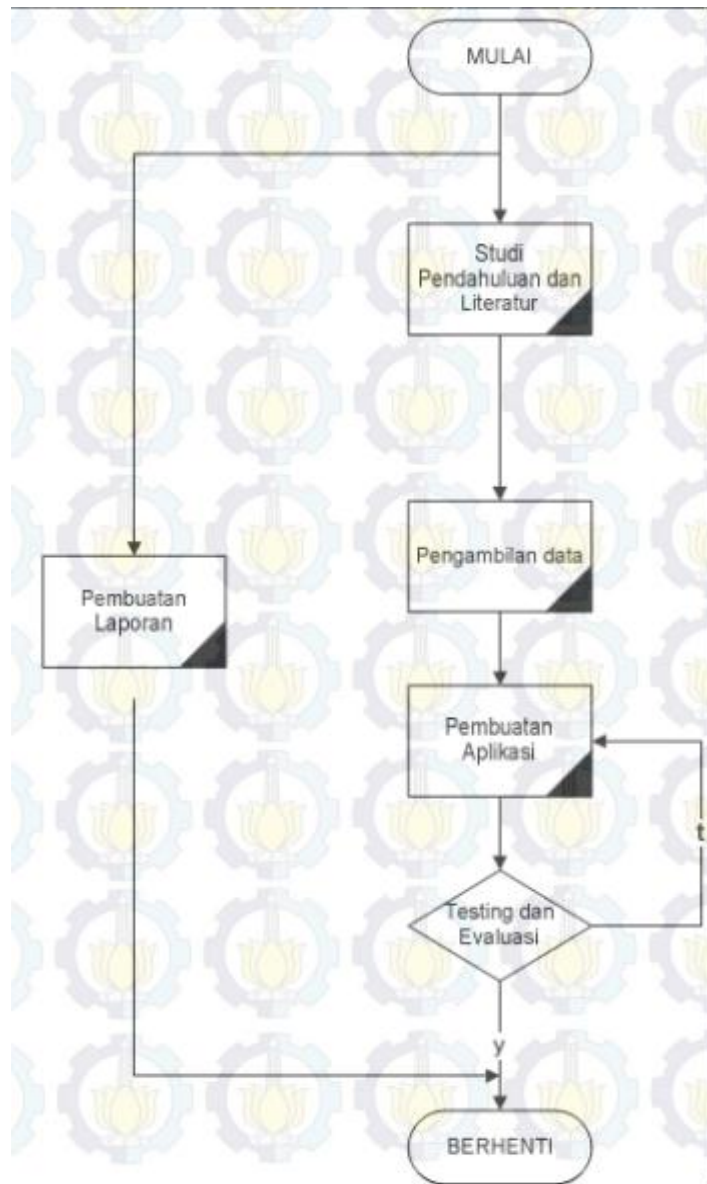 MULAI
Studi
Pendahuluan dan
Literatur
Pengambilan data
Pembuatan
Laporan
Pembuatan
Aplikasi
t
Testing dan
Evaluasi
y
BERHENTI